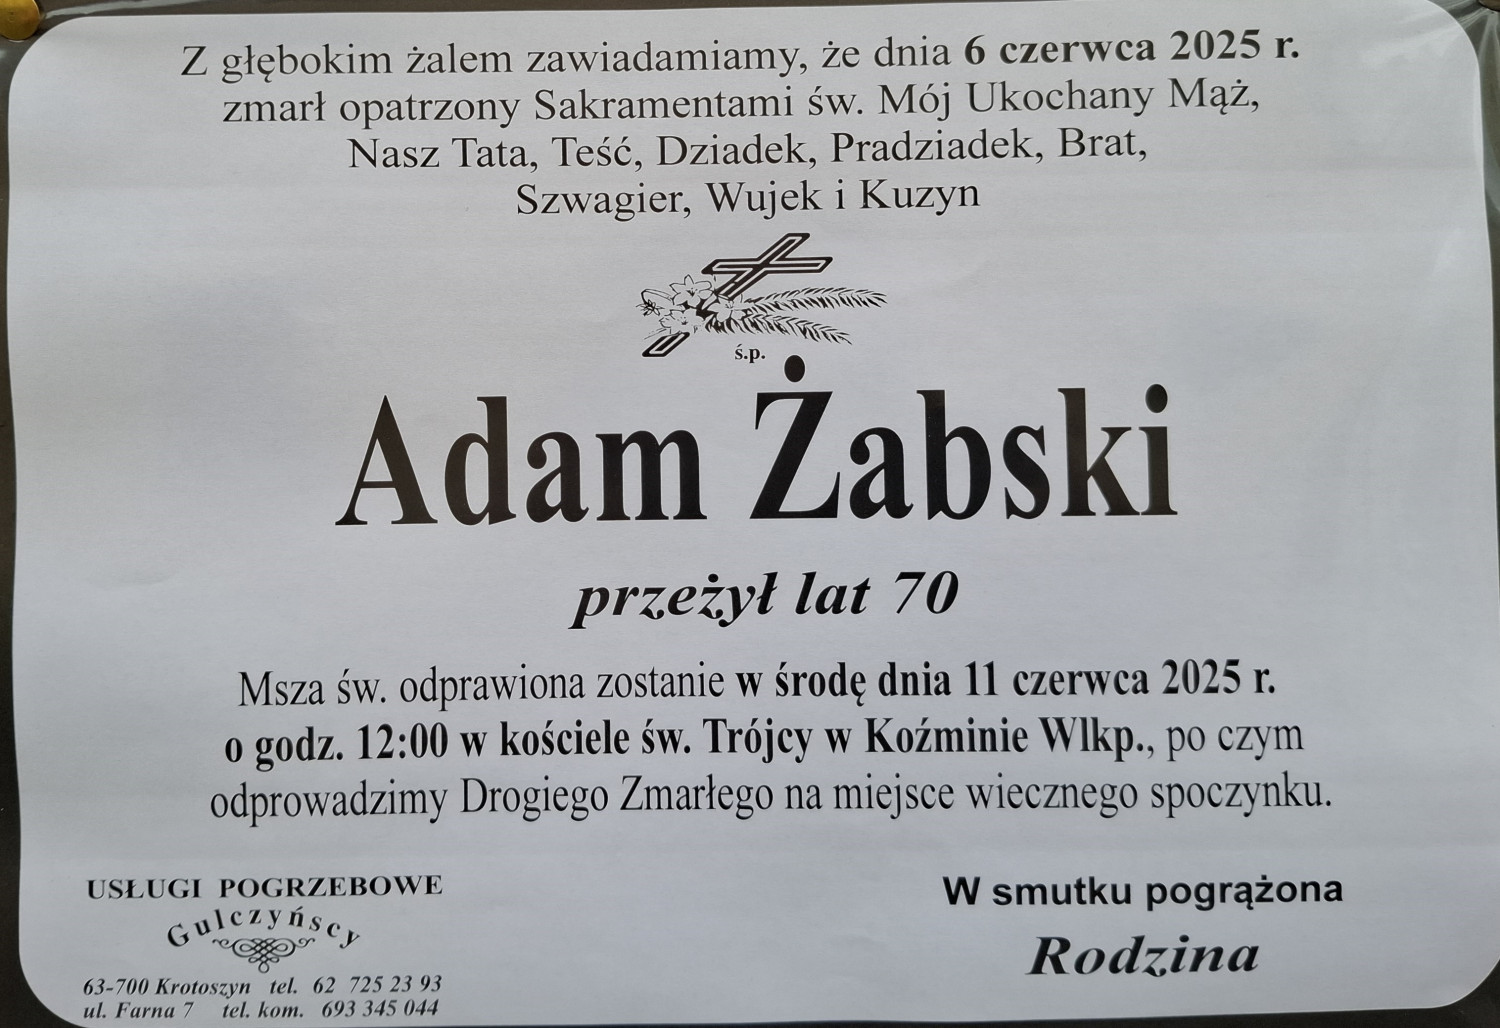 Z głębokim żalem zawiadamiamy, że dnia 6 czerwca 2025 r.
zmarł opatrzony Sakramentami św. Mój Ukochany Mąż,
Nasz Tata, Teść, Dziadek, Pradziadek, Brat,
Szwagier, Wujek i Kuzyn
ś.p.
Adam Żabski
przeżył lat 70
Msza św. odprawiona zostanie w środę dnia 11 czerwca 2025 r.
o godz. 12:00 w kościele św. Trójcy w Koźminie Wlkp., po czym
odprowadzimy Drogiego Zmarłego na miejsce wiecznego spoczynku.
W smutku pogrążona
Rodzina
USŁUGI POGRZEBOWE
Gulczyńscy
63-700 Krotoszyn tel. 62 725 23 93
ul. Farna 7 tel. kom. 693 345 044